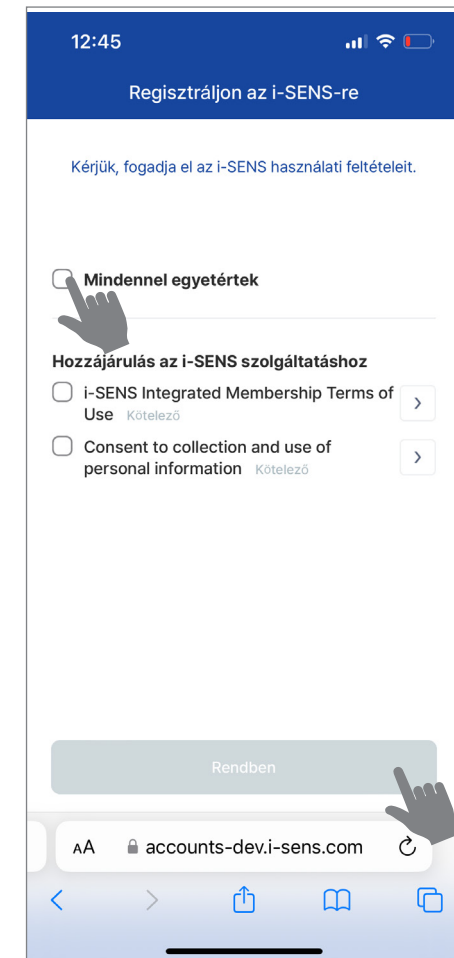 12:45
Regisztráljon az i-SENS-re
Kérjük, fogadja el az i-SENS használati feltételeit.
Mindennel egyetértek
Hozzájárulás az i-SENS szolgáltatáshoz
i-SENS Integrated Membership Terms of
Use Kötelező
Consent to collection and use of
personal information Kötelező
Rendben
AA accounts-dev.i-sens.com